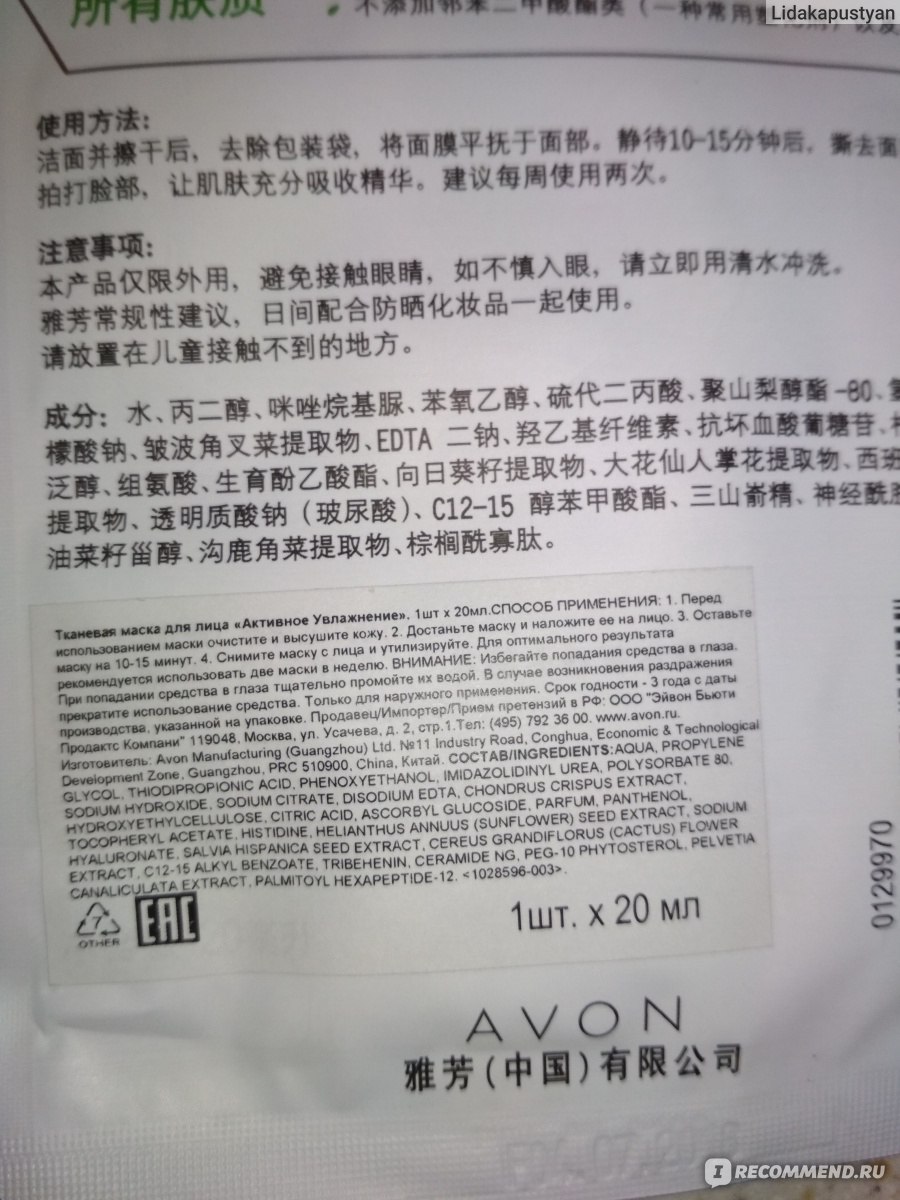 Lidakapustyan
所有肤质
不添加邻苯二甲酸酯类（一种常用
使用方法：
洁面并擦干后，去除包装袋，将面膜平抚于面部。静待10-15分钟后，撕去面
拍打脸部，让肌肤充分吸收精华。建议每周使用两次。
注意事项：
本产品仅限外用，避免接触眼睛，如不慎入眼，请立即用清水冲洗。
雅芳常规性建议，日间配合防晒化妆品一起使用。
请放置在儿童接触不到的地方。
成分：水、丙二醇、咪唑烷基脲、苯氧乙醇、硫代二丙酸、聚山梨醇酯-80、
檬酸钠、皱波角叉菜提取物、EDTA 二钠、羟乙基纤维素、抗坏血酸葡糖苷、
泛醇、组氨酸、生育酚乙酸酯、向日葵籽提取物、大花仙人掌花提取物、西班
提取物、透明质酸钠（玻尿酸）、C12-15 醇苯甲酸酯、三山嵛精、神经酰胺
油菜籽甾醇、沟鹿角菜提取物、棕榈酰寡肽。
Тканевая маска для лица «Активное Увлажнение». 1шт x 20мл.СПОСОБ ПРИМЕНЕНИЯ: 1. Перед
использованием маски очистите и высушите кожу. 2. Достаньте маску и наложите ее на лицо. 3. Оставьте
маску на 10-15 минут. 4. Снимите маску с лица и утилизируйте. Для оптимального результата
рекомендуется использовать две маски в неделю. ВНИМАНИЕ: Избегайте попадания средства в глаза.
При попадании средства в глаза тщательно промойте их водой. В случае возникновения раздражения
прекратите использование средства. Только для наружного применения. Срок годности - 3 года с даты
производства, указанной на упаковке. Продавец/Импортер/Прием претензий в РФ: ООО "Эйвон Бьюти
Продактс Компани" 119048, Москва, ул. Усачева, д. 2, стр.1.Тел: (495) 792 36 00. www.avon.ru.
Изготовитель: Avon Manufacturing (Guangzhou) Ltd. №11 Industry Road, Conghua, Economic & Technological
Development Zone, Guangzhou, PRC 510900, China, Китай. СОСТАВ/INGREDIENTS:AQUA, PROPYLENE
GLYCOL, THIODIPROPIONIC ACID, PHENOXYETHANOL, IMIDAZOLIDINYL UREA, POLYSORBATE 80,
SODIUM HYDROXIDE, SODIUM CITRATE, DISODIUM EDTA, CHONDRUS CRISPUS EXTRACT,
HYDROXYETHYLCELLULOSE, CITRIC ACID, ASCORBYL GLUCOSIDE, PARFUM, PANTHENOL,
TOCOPHERYL ACETATE, HISTIDINE, HELIANTHUS ANNUUS (SUNFLOWER) SEED EXTRACT, SODIUM
HYALURONATE, SALVIA HISPANICA SEED EXTRACT, CEREUS GRANDIFLORUS (CACTUS) FLOWER
EXTRACT, C12-15 ALKYL BENZOATE, TRIBEHENIN, CERAMIDE NG, PEG-10 PHYTOSTEROL, PELVETIA
CANALICULATA EXTRACT, PALMITOYL HEXAPEPTIDE-12. <1028596-003>.
7
OTHER
EAC
1шт. x 20 мл
0129970
AVON
雅芳（中国）有限公司
IRECOMMEND.RU